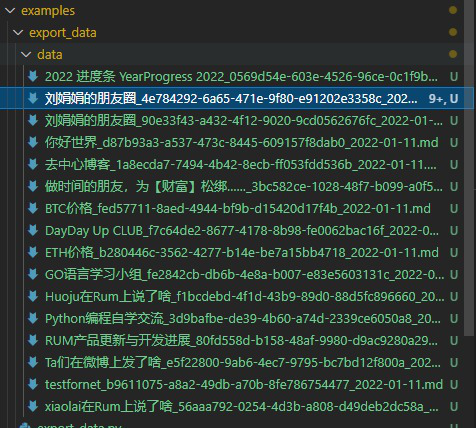 examples
export_data
data
2022 进度条 YearProgress 2022_0569d54e-603e-4526-96ce-0c1f9b...
刘娟娟的朋友圈_4e784292-6a65-471e-9f80-e91202e3358c_202... 9+, U
刘娟娟的朋友圈_90e33f43-a432-4f12-9020-9cd0562676fc_2022-01-... U
你好世界_d87b93a3-a537-473c-8445-609157f8dab0_2022-01-11.md U
去中心博客_1a8ecda7-7494-4b42-8ecb-ff053fdd536b_2022-01-11.md U
做时间的朋友，为【财富】松绑......_3bc582ce-1028-48f7-b099-a0f5... U
BTC价格_fed57711-8aed-4944-bf9b-d15420d17f4b_2022-01-11.md U
DayDay Up CLUB_f7c64de2-8677-4178-8b98-fe0062bac16f_2022-0... U
ETH价格_b280446c-3562-4277-b14e-be7a15bb4718_2022-01-11.md U
GO语言学习小组_fe2842cb-db6b-4e8a-b007-e83e5603131c_2022-0... U
Huoju在Rum上说了啥_f1bcdebd-4f1d-43b9-89d0-88d5fc896660_20... U
Python编程自学交流_3d9bafbe-de39-4b60-a74d-2339ce6050a8_20... U
RUM产品更新与开发进展_80fd558d-b158-48af-9980-d9ac9280a29... U
Ta们在微博上发了啥_e5f22800-9ab6-4ec7-9795-bc7bd12f800a_202... U
testfornet_b9611075-a8a2-49db-a70b-8fe786754477_2022-01-11.md U
xiaolai在Rum上说了啥_56aaa792-0254-4d3b-a808-d49deb2dc58a_... U
export_data.py